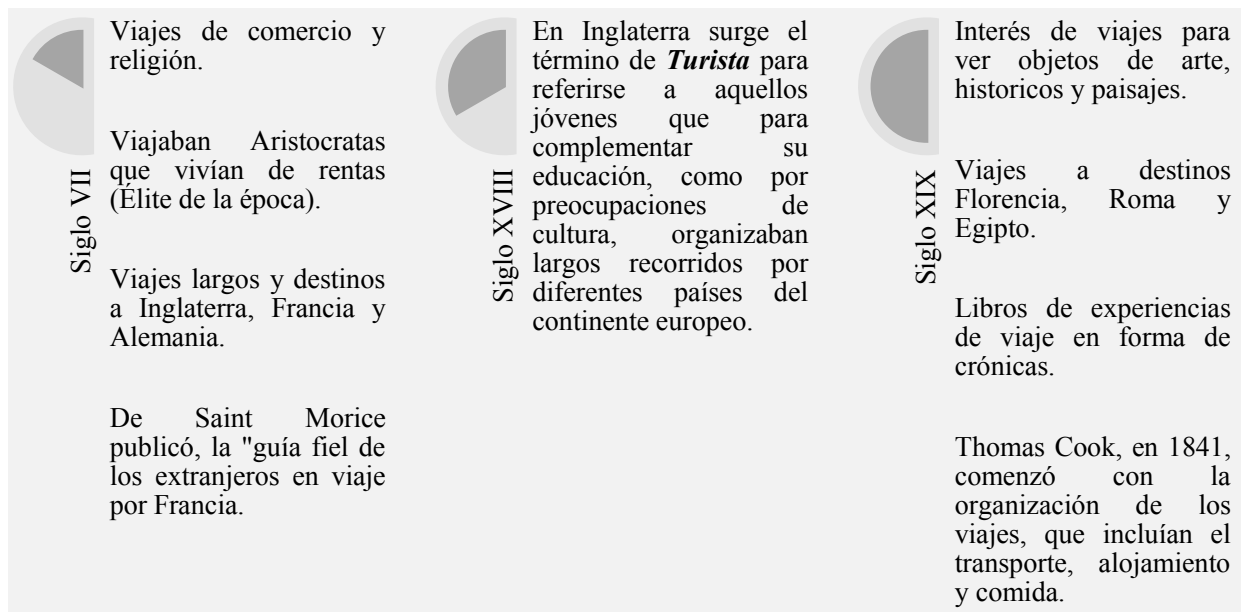 Siglo VII
Viajes de comercio y
religión.
Viajaban Aristocratas
que vivían de rentas
(Élite de la época).
Viajes largos y destinos
a Inglaterra, Francia y
Alemania.
De Saint Morice
publicó, la "guía fiel de
los extranjeros en viaje
por Francia.
Siglo XVIII
En Inglaterra surge el
término de Turista para
referirse a aquellos
jóvenes que para
complementar su
educación, como por
preocupaciones de
cultura, organizaban
largos recorridos por
diferentes países del
continente europeo.
Siglo XIX
Interés de viajes para
ver objetos de arte,
historicos y paisajes.
Viajes a destinos
Florencia, Roma y
Egipto.
Libros de experiencias
de viaje en forma de
crónicas.
Thomas Cook, en 1841,
comenzó con la
organización de los
viajes, que incluían el
transporte, alojamiento
y comida.